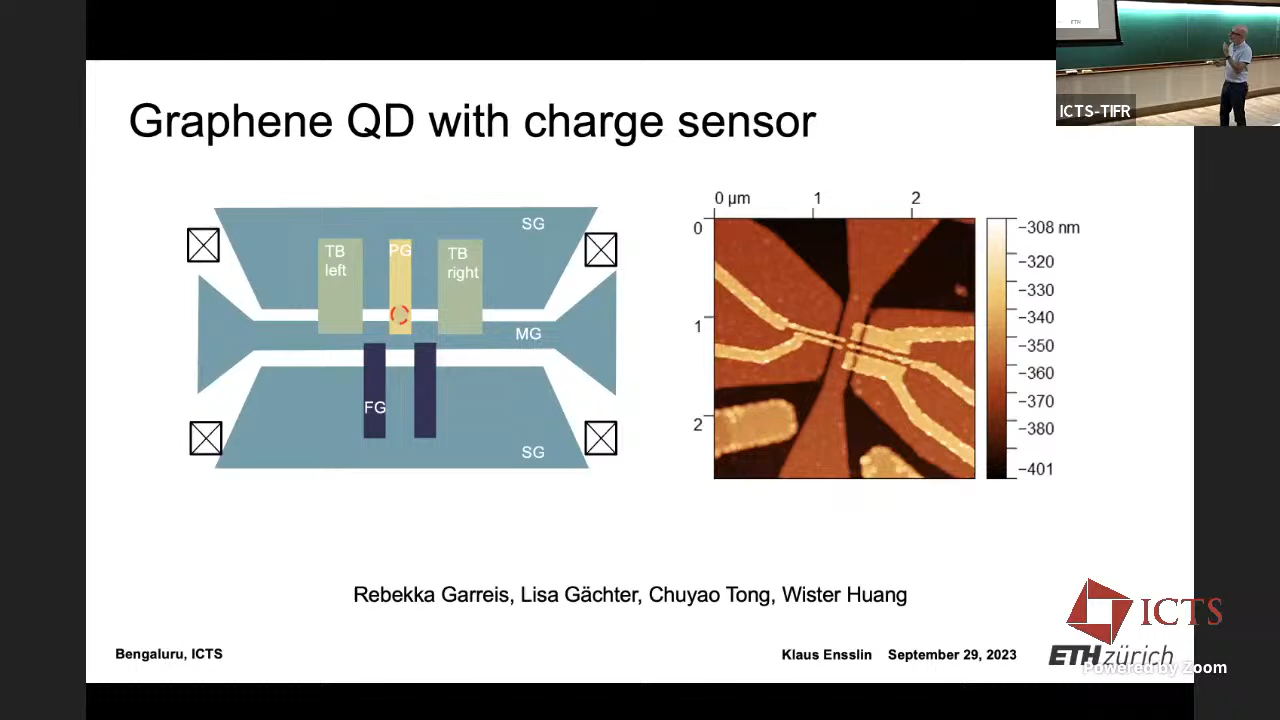 ETH
ICTS-TIFR
Graphene QD with charge sensor
SG
TB
left
PG
TB
right
MG
FG
SG
0 µm
1
2
0
1
2
−308 nm
−320
−330
−340
−350
−360
−370
−380
−401
Rebekka Garreis, Lisa Gächter, Chuyao Tong, Wister Huang
ICTS
Bengaluru, ICTS
Klaus Ensslin September 29, 2023
ETH zürich
Powered by Zoom